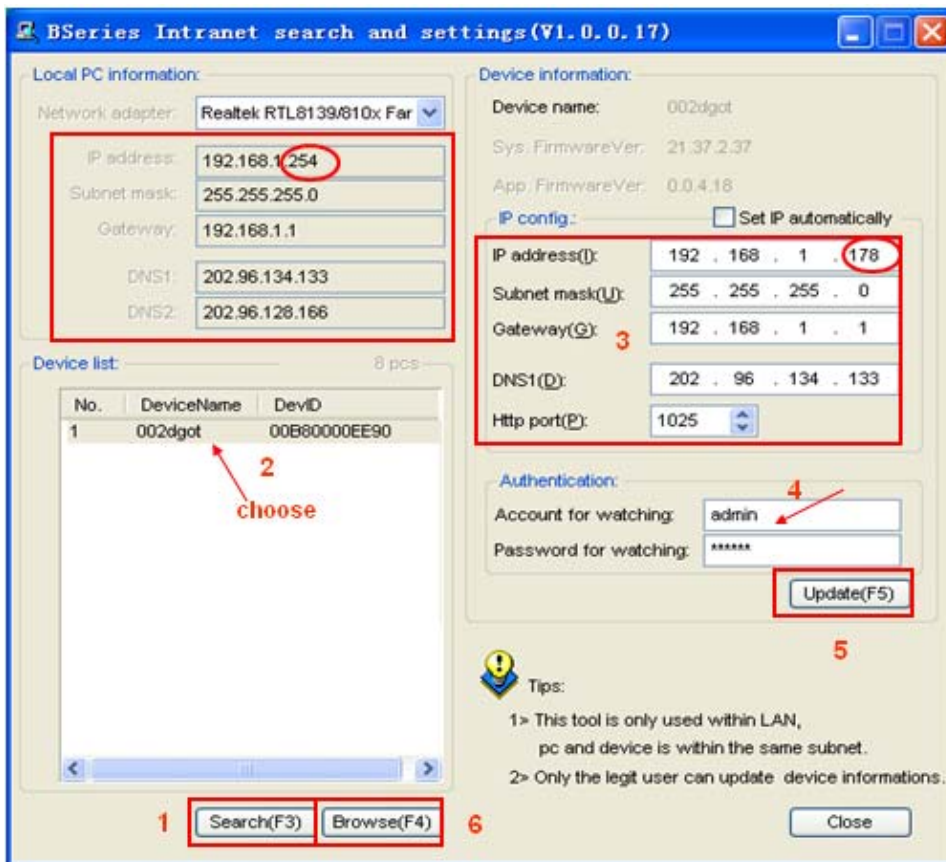 BSeries Intranet search and settings(V1.0.0.17)
Local PC information:
Network adapter: Realtek RTL8139/810x Far
IP address: 192.168.1.254
Subnet mask: 255.255.255.0
Gateway: 192.168.1.1
DNS1: 202.96.134.133
DNS2: 202.96.128.166
Device list: 8 pcs
No. DeviceName DevID
1 002dgot 00B80000EE90
2
choose
1 Search(F3) Browse(F4) 6
Device information:
Device name: 002dgot
Sys. FirmwareVer: 21.37.2.37
App. FirmwareVer: 0.0.4.18
IP config.: Set IP automatically
IP address(I): 192 . 168 . 1 . 178
Subnet mask(U): 255 . 255 . 255 . 0
Gateway(G): 192 . 168 . 1 . 1
3
DNS1(D): 202 . 96 . 134 . 133
Http port(P): 1025
Authentication:
4
Account for watching: admin
Password for watching: ******
Update(F5)
5
Tips:
1> This tool is only used within LAN,
pc and device is within the same subnet.
2> Only the legit user can update device informations.
Close